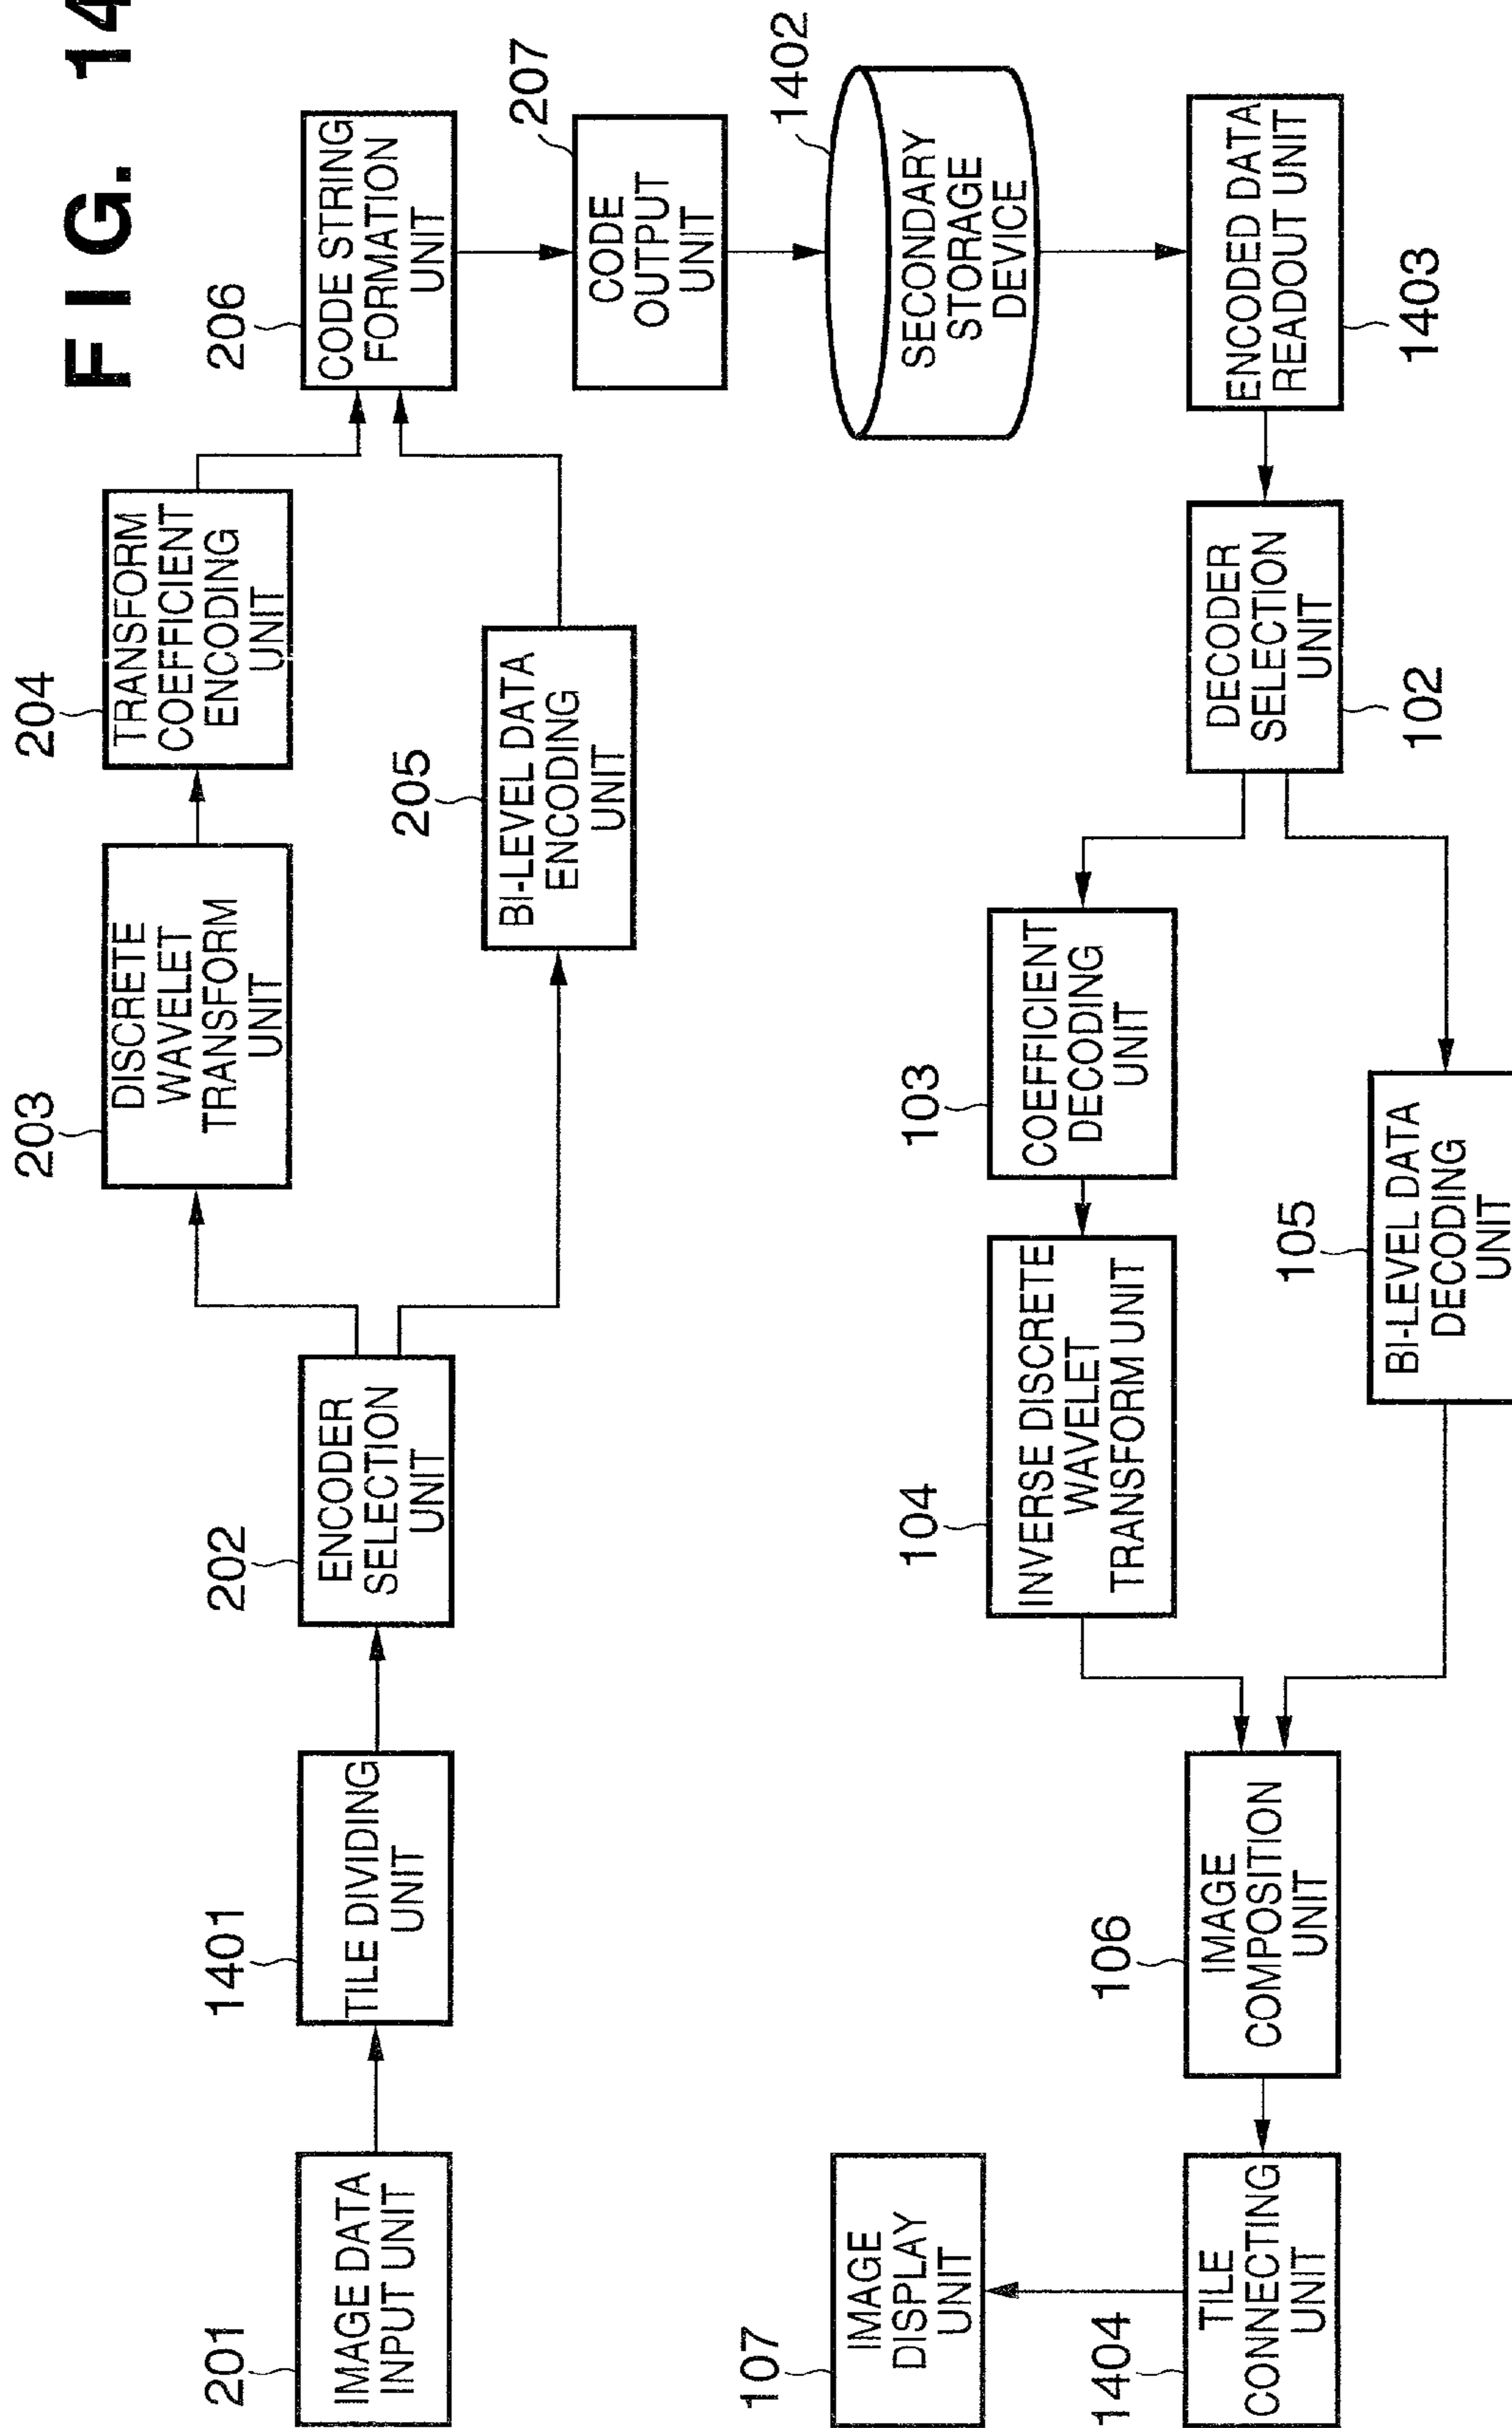 FIG. 14
201
IMAGE DATA
INPUT UNIT
1401
TILE DIVIDING
UNIT
202
ENCODER
SELECTION
UNIT
203
DISCRETE
WAVELET
TRANSFORM
UNIT
204
TRANSFORM
COEFFICIENT
ENCODING
UNIT
205
BI-LEVEL DATA
ENCODING
UNIT
206
CODE STRING
FORMATION
UNIT
207
CODE
OUTPUT
UNIT
1402
SECONDARY
STORAGE
DEVICE
ENCODED DATA
READOUT UNIT
1403
DECODER
SELECTION
UNIT
102
103
COEFFICIENT
DECODING
UNIT
104
INVERSE DISCRETE
WAVELET
TRANSFORM UNIT
105
BI-LEVEL DATA
DECODING
UNIT
106
IMAGE
COMPOSITION
UNIT
1404
TILE
CONNECTING
UNIT
107
IMAGE
DISPLAY
UNIT